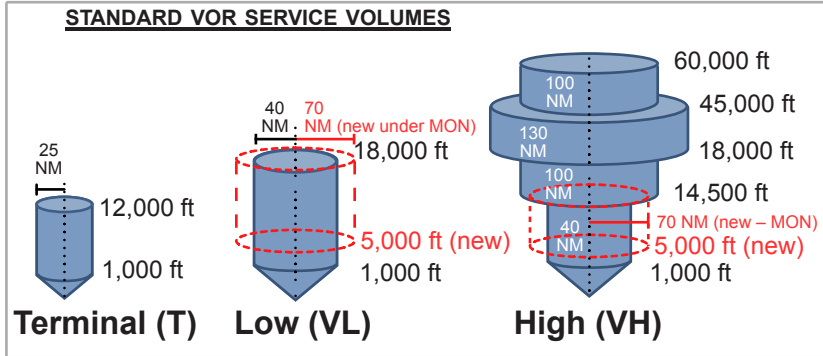 STANDARD VOR SERVICE VOLUMES
25
NM
12,000 ft
1,000 ft
Terminal (T)
40
NM
70
NM (new under MON)
18,000 ft
5,000 ft (new)
1,000 ft
Low (VL)
60,000 ft
100
NM
45,000 ft
130
NM
18,000 ft
100
NM
14,500 ft
70 NM (new – MON)
40
NM
5,000 ft (new)
1,000 ft
High (VH)